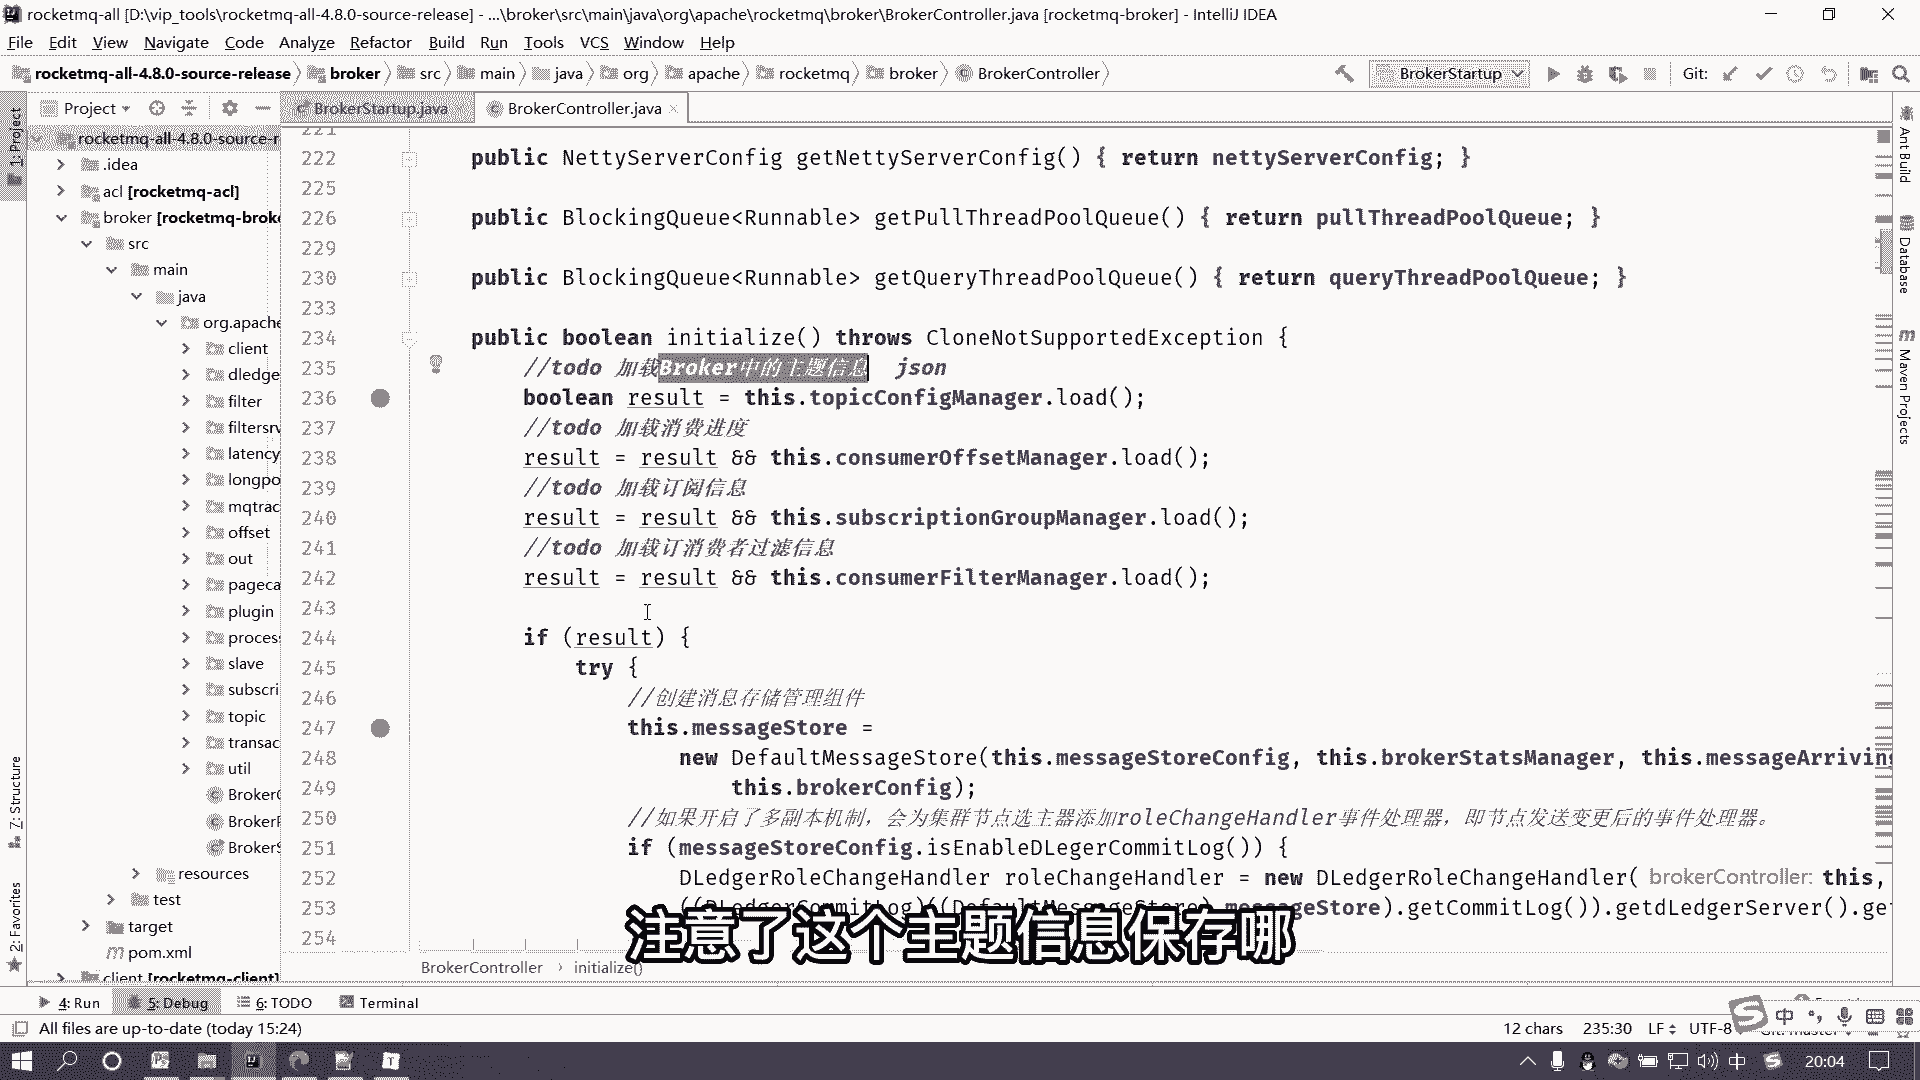 rocketmq-all [D:\vip_tools\rocketmq-all-4.8.0-source-release] - ...\broker\src\main\java\org\apache\rocketmq\broker\BrokerController.java [rocketmq-broker] - IntelliJ IDEA
File Edit View Navigate Code Analyze Refactor Build Run Tools VCS Window Help
rocketmq-all-4.8.0-source-release broker src main java org apache rocketmq broker BrokerController BrokerStartup Git:
Project BrokerStartup.java BrokerController.java
1: Project
7: Structure
2: Favorites
rocketmq-all-4.8.0-source-r
.idea
acl [rocketmq-acl]
broker [rocketmq-broke
src
main
java
org.apache
client
dledge
filter
filtersrv
latency
longpo
mqtrac
offset
out
pageca
plugin
proces
slave
subscri
topic
transac
util
BrokerC
BrokerF
BrokerS
resources
test
target
pom.xml
client [rocketmq-client]
221
222 public NettyServerConfig getNettyServerConfig() { return nettyServerConfig; }
225
226 public BlockingQueue<Runnable> getPullThreadPoolQueue() { return pullThreadPoolQueue; }
229
230 public BlockingQueue<Runnable> getQueryThreadPoolQueue() { return queryThreadPoolQueue; }
233
234 public boolean initialize() throws CloneNotSupportedException {
235 //todo 加载Broker中的主题信息 json
236 boolean result = this.topicConfigManager.load();
237 //todo 加载消费进度
238 result = result && this.consumerOffsetManager.load();
239 //todo 加载订阅信息
240 result = result && this.subscriptionGroupManager.load();
241 //todo 加载订消费者过滤信息
242 result = result && this.consumerFilterManager.load();
243
244 if (result) {
245 try {
246 //创建消息存储管理组件
247 this.messageStore =
248 new DefaultMessageStore(this.messageStoreConfig, this.brokerStatsManager, this.messageArriving
249 this.brokerConfig);
250 //如果开启了多副本机制，会为集群节点选主器添加roleChangeHandler事件处理器，即节点发送变更后的事件处理器。
251 if (messageStoreConfig.isEnableDLegerCommitLog()) {
252 DLedgerRoleChangeHandler roleChangeHandler = new DLedgerRoleChangeHandler( brokerController: this,
253 ((DLedgerCommitLog)((DefaultMessageStore) messageStore).getCommitLog()).getdLedgerServer().ge
254
注意了这个主题信息保存哪
BrokerController initialize()
Ant Build
Database
Maven Projects
4: Run 5: Debug 6: TODO Terminal
All files are up-to-date (today 15:24) 12 chars 235:30 LF UTF-8
中
中 20:04